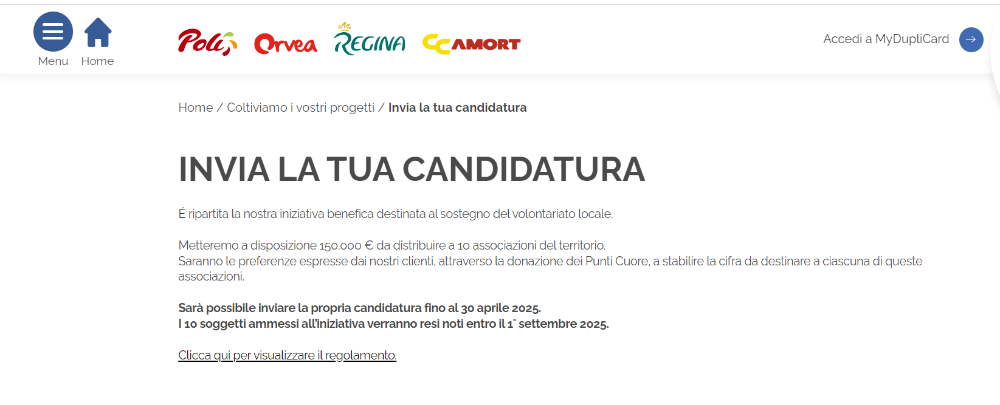 Menu
Home
Poli
Orvea
REGINA
CC AMORT
Accedi a MyDupliCard
Home / Coltiviamo i vostri progetti / Invia la tua candidatura
INVIA LA TUA CANDIDATURA
É ripartita la nostra iniziativa benefica destinata al sostegno del volontariato locale.
Metteremo a disposizione 150.000 € da distribuire a 10 associazioni del territorio.
Saranno le preferenze espresse dai nostri clienti, attraverso la donazione dei Punti Cuore, a stabilire la cifra da destinare a ciascuna di queste
associazioni.
Sarà possibile inviare la propria candidatura fino al 30 aprile 2025.
I 10 soggetti ammessi all'iniziativa verranno resi noti entro il 1° settembre 2025.
Clicca qui per visualizzare il regolamento.